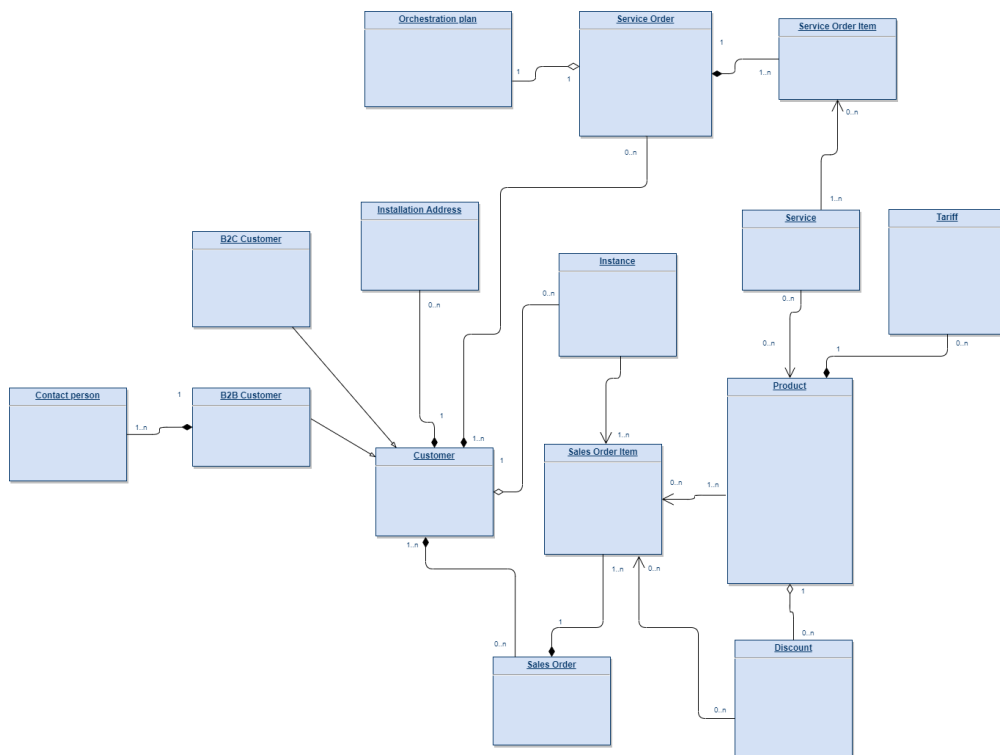 Orchestration plan
Service Order
Service Order Item
1
1
1
1
1..n
0..n
0..n
1..n
Installation Address
Service
Tariff
B2C Customer
Instance
0..n
0..n
0..n
0..n
1
0..n
Contact person
B2B Customer
Product
1
1..n
1
1..n
1..n
Customer
1
Sales Order Item
0..n
1..n
1..n
1..n
0..n
1
1
0..n
0..n
Sales Order
Discount
0..n